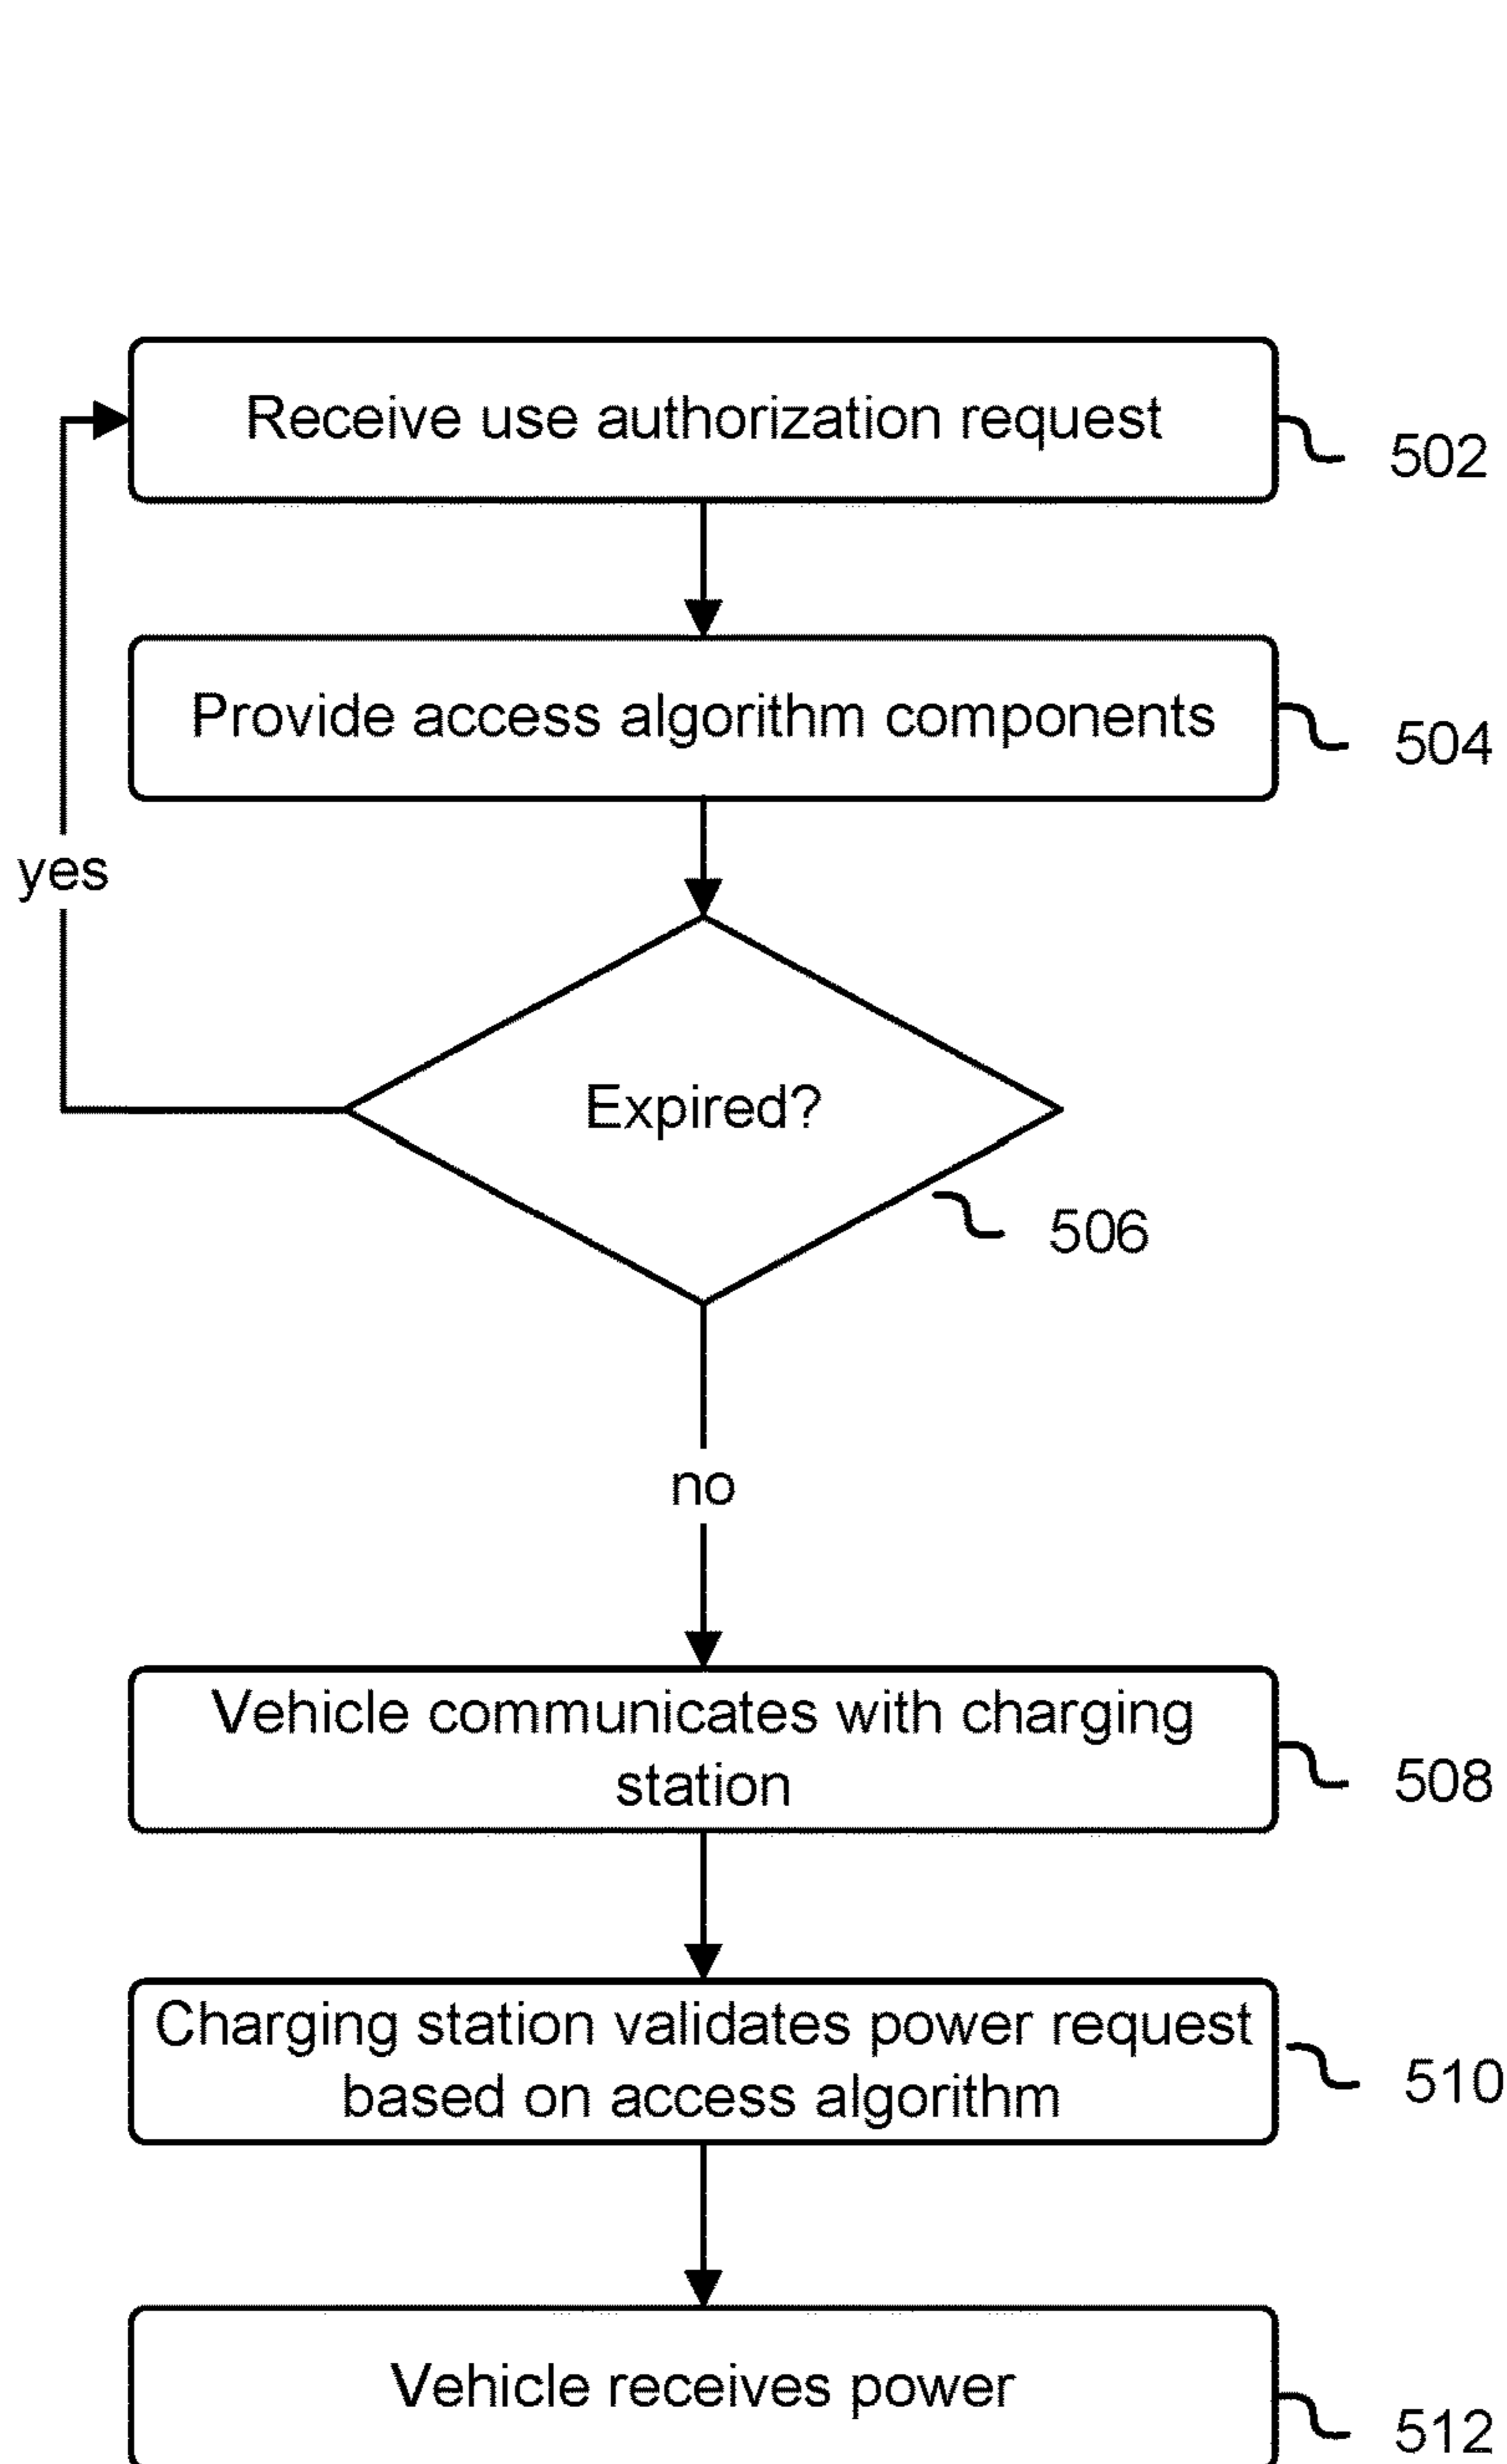 Receive use authorization request
502
Provide access algorithm components
504
yes
Expired?
506
no
Vehicle communicates with charging
station
508
Charging station validates power request
based on access algorithm
510
Vehicle receives power
512